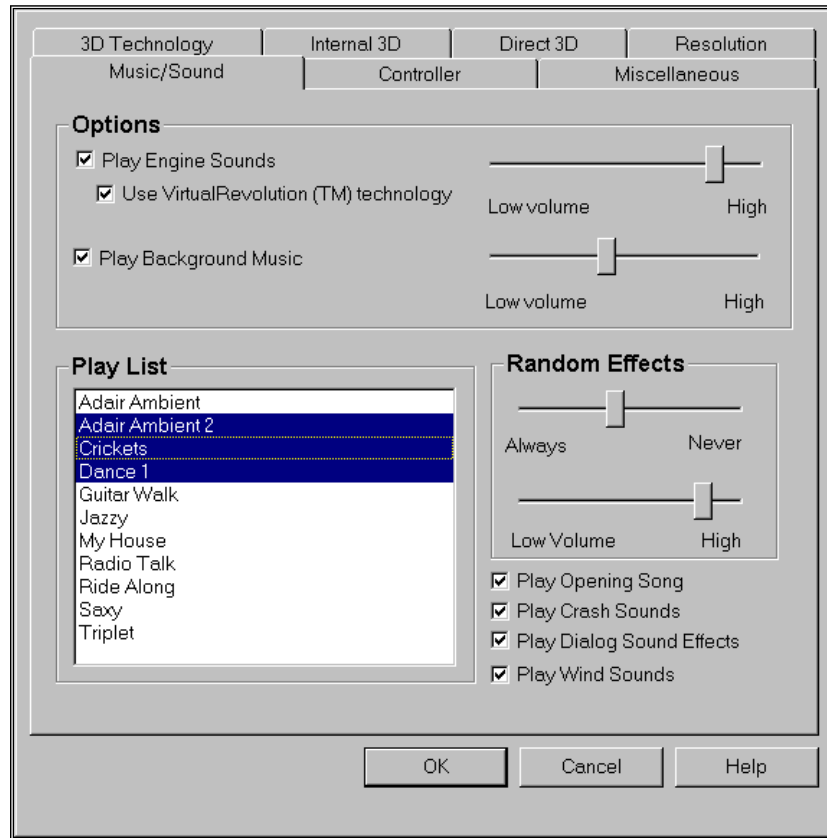 3D Technology Internal 3D Direct 3D Resolution
Music/Sound Controller Miscellaneous
Options
Play Engine Sounds
Use VirtualRevolution (TM) technology
Low volume High
Play Background Music
Low volume High
Play List
Adair Ambient
Adair Ambient 2
Crickets
Dance 1
Guitar Walk
Jazzy
My House
Radio Talk
Ride Along
Saxy
Triplet
Random Effects
Always Never
Low Volume High
Play Opening Song
Play Crash Sounds
Play Dialog Sound Effects
Play Wind Sounds
OK Cancel Help